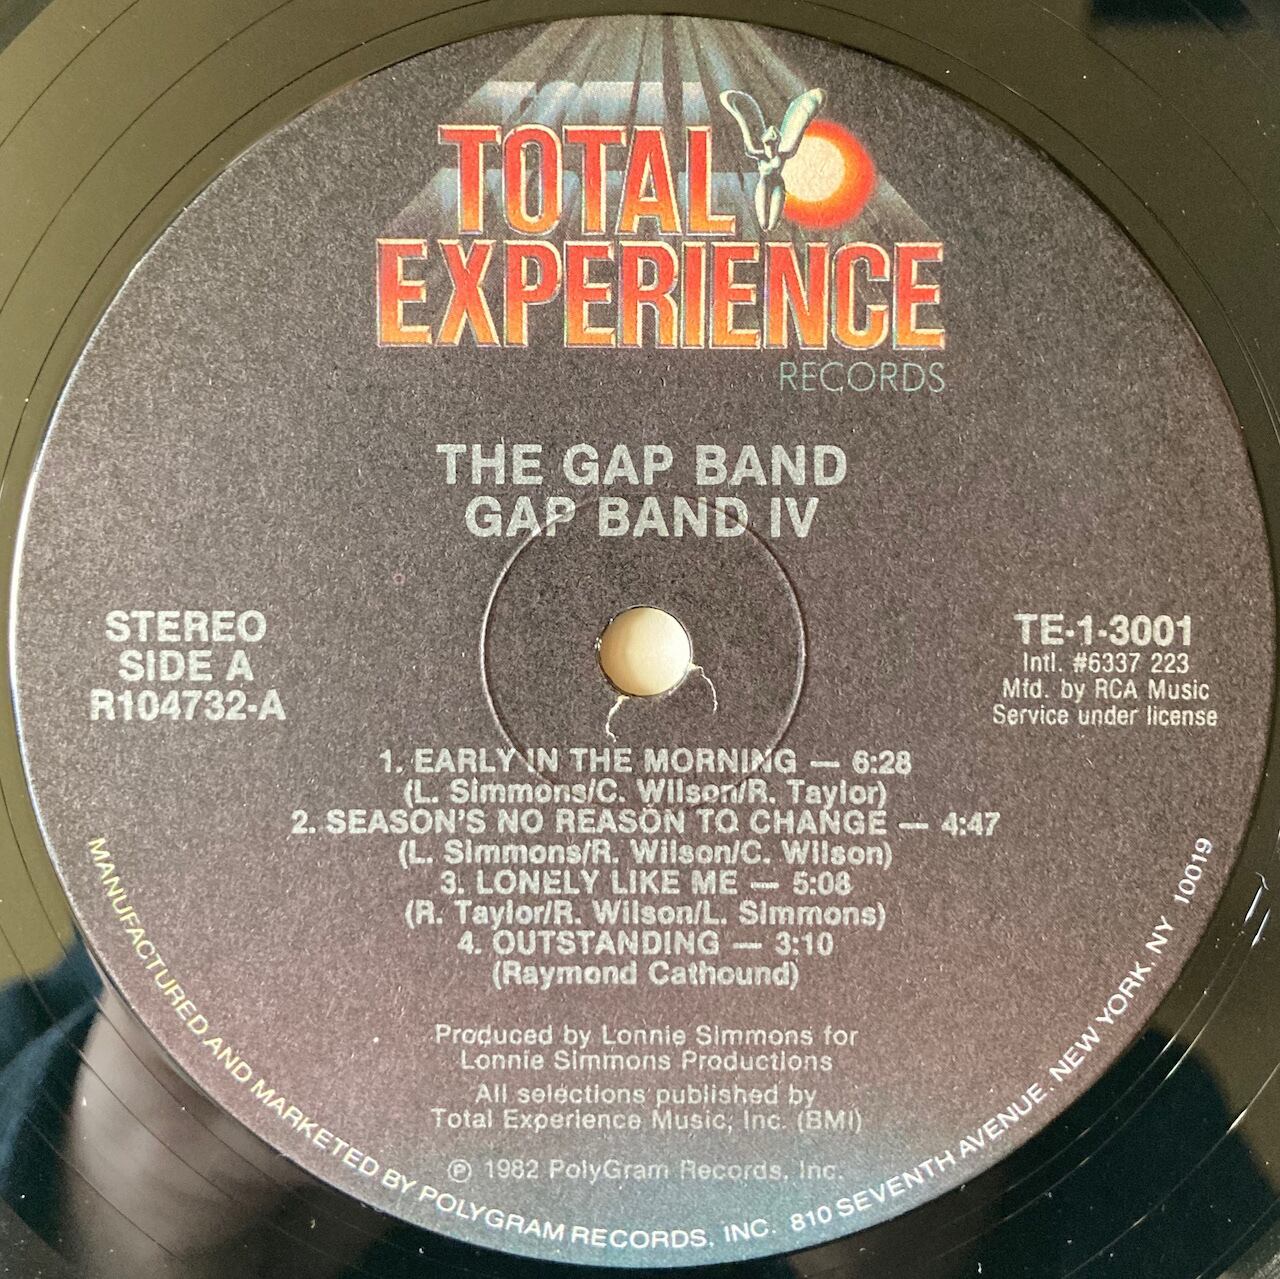 TOTAL
EXPERIENCE
RECORDS
THE GAP BAND
GAP BAND IV
STEREO
SIDE A
R104732-A
TE-1-3001
Intl. #6337 223
Mfd. by RCA Music
Service under license
1. EARLY IN THE MORNING — 6:28
(L. Simmons/C. Wilson/R. Taylor)
2. SEASON'S NO REASON TO CHANGE — 4:47
(L. Simmons/R. Wilson/C. Wilson)
3. LONELY LIKE ME — 5:08
(R. Taylor/R. Wilson/L. Simmons)
4. OUTSTANDING — 3:10
(Raymond Cathound)
Produced by Lonnie Simmons for
Lonnie Simmons Productions
All selections published by
Total Experience Music, Inc. (BMI)
℗ 1982 PolyGram Records, Inc.
MANUFACTURED AND MARKETED BY POLYGRAM RECORDS, INC. 810 SEVENTH AVENUE. NEW YORK. NY 10019